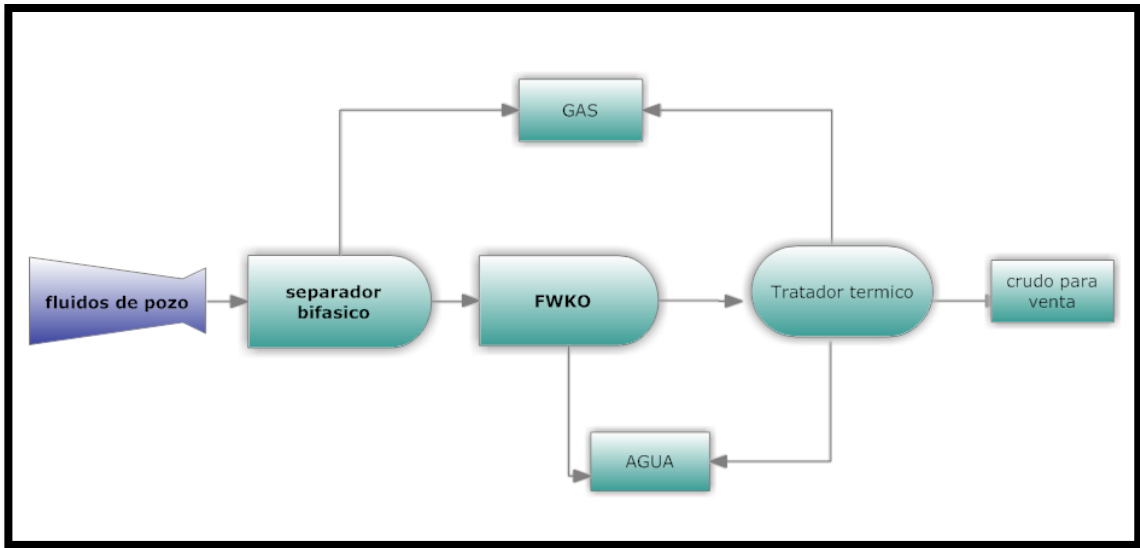 GAS
fluidos de pozo
separador
bifasico
FWKO
Tratador termico
crudo para
venta
AGUA